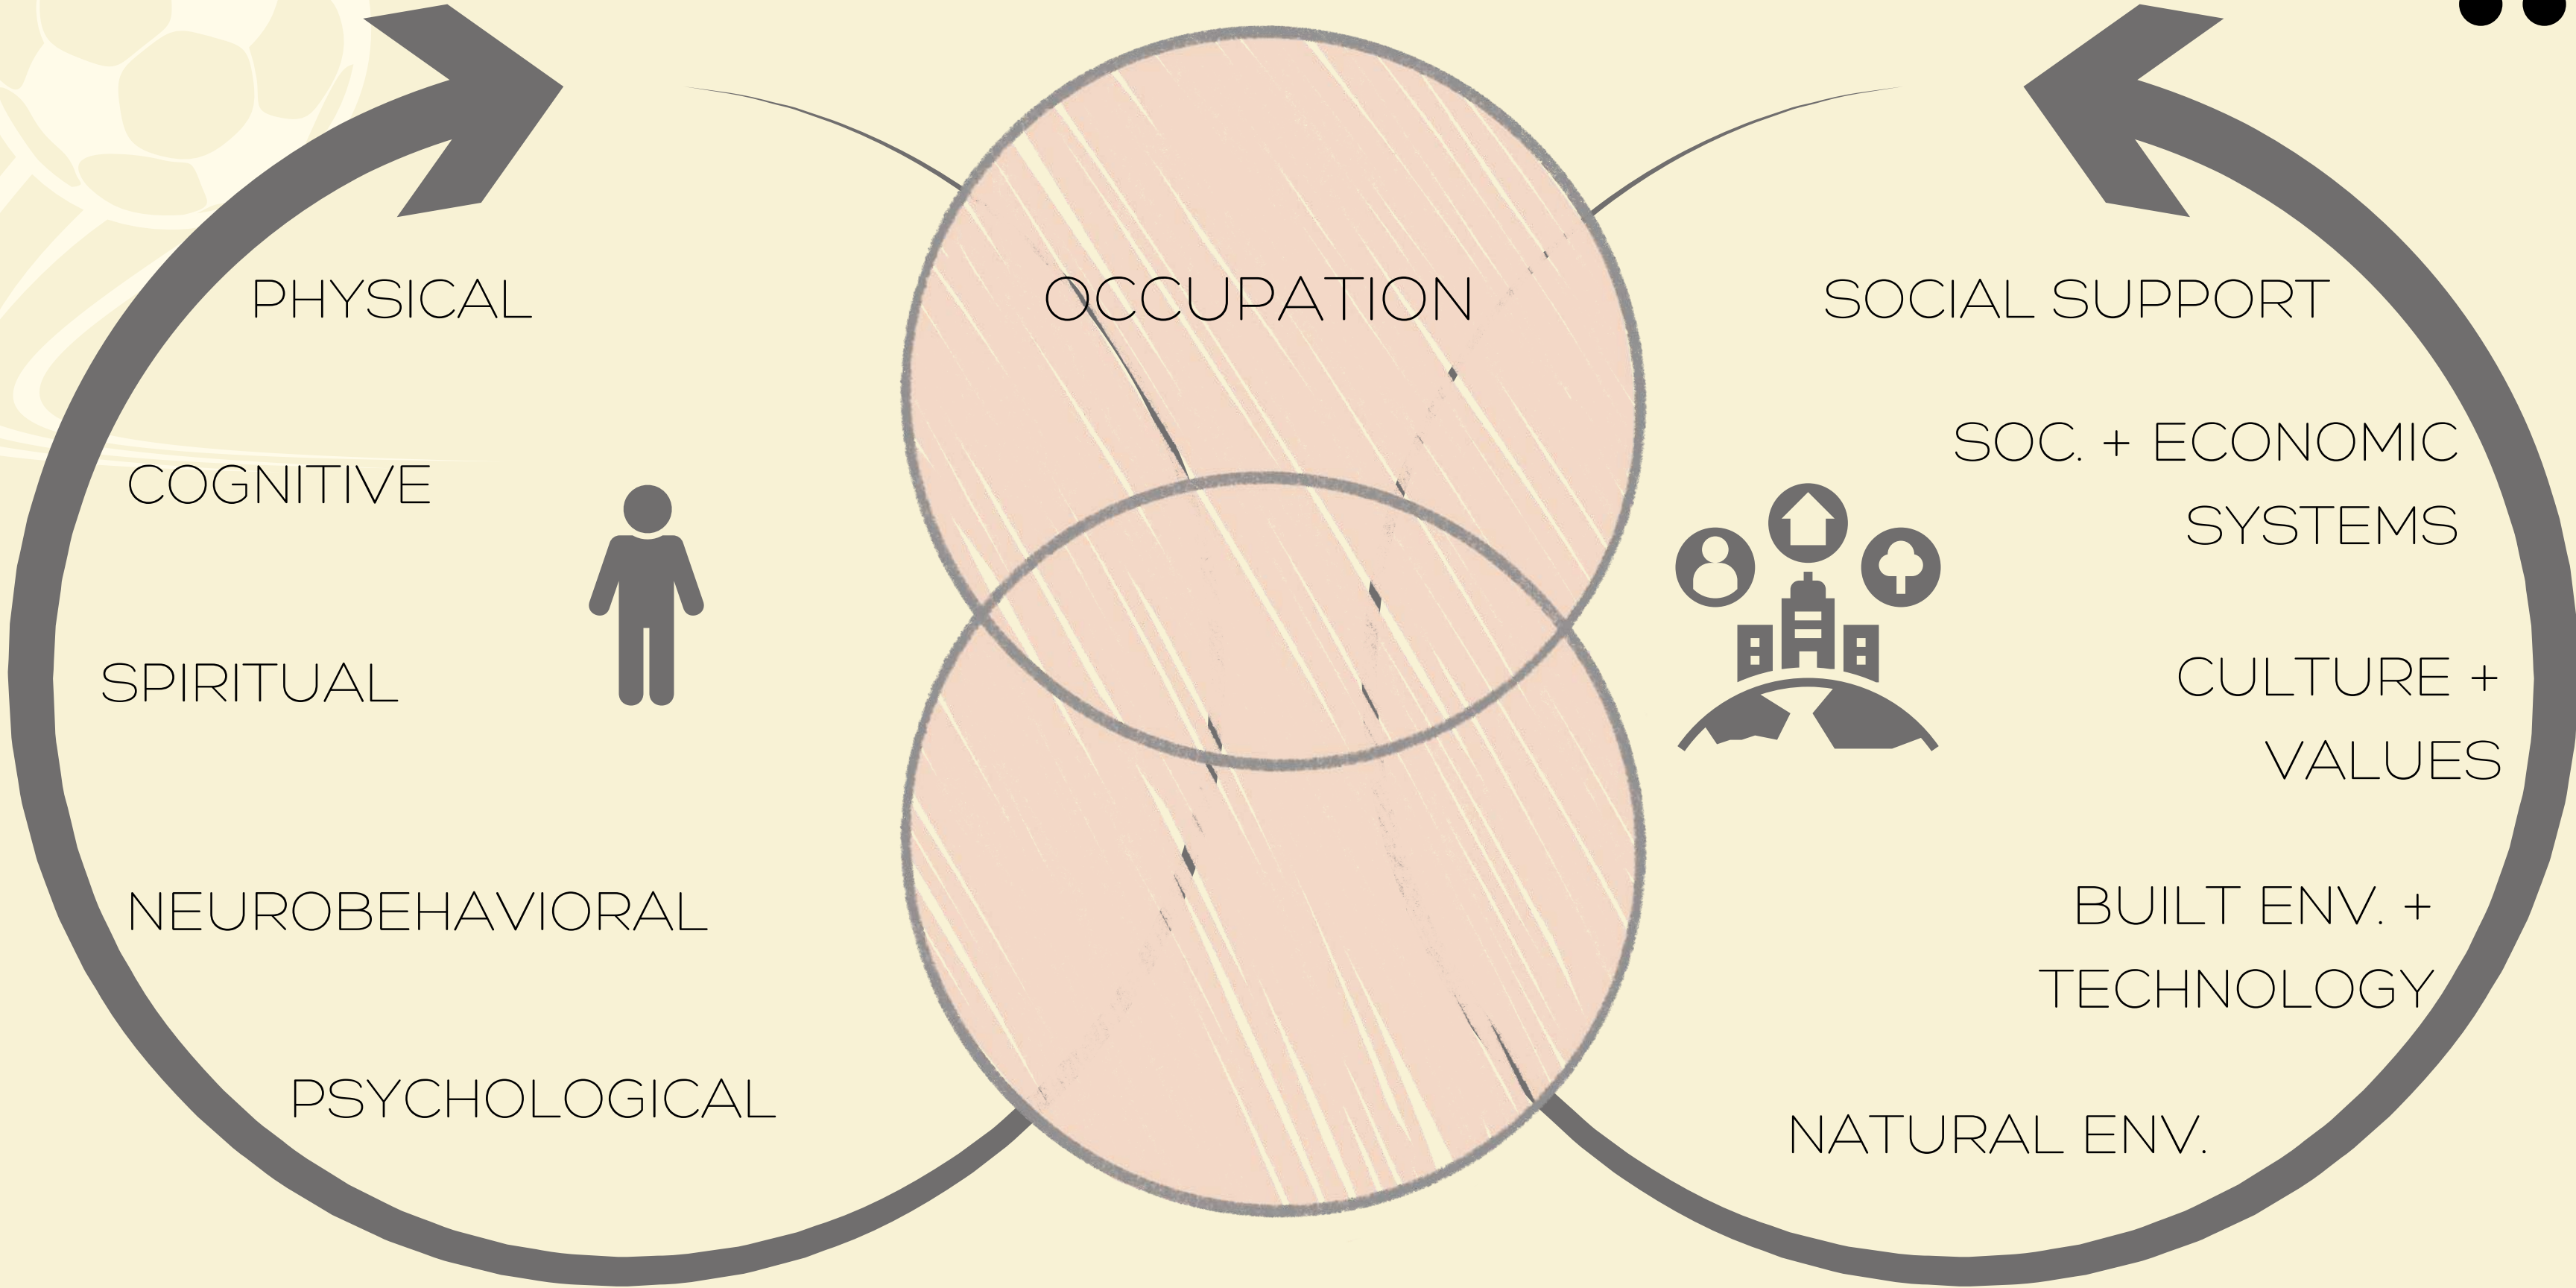 PHYSICAL
COGNITIVE
SPIRITUAL
NEUROBEHAVIORAL
PSYCHOLOGICAL
OCCUPATION
SOCIAL SUPPORT
SOC. + ECONOMIC
SYSTEMS
CULTURE +
VALUES
BUILT ENV. +
TECHNOLOGY
NATURAL ENV.